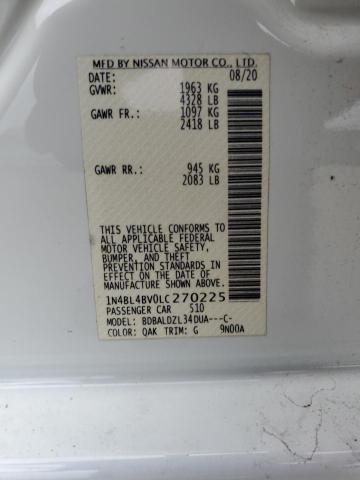 MFD BY NISSAN MOTOR CO., LTD.
DATE: 08/20
GVWR: 1963 KG
4328 LB
GAWR FR.: 1097 KG
2418 LB
GAWR RR.: 945 KG
2083 LB
THIS VEHICLE CONFORMS TO
ALL APPLICABLE FEDERAL
MOTOR VEHICLE SAFETY,
BUMPER, AND THEFT
PREVENTION STANDARDS IN
EFFECT ON THE DATE OF
MANUFACTURE SHOWN ABOVE.
1N4BL4BV0LC270225
PASSENGER CAR 510
MODEL: BDBALDZL34DUA---C-
COLOR: QAK TRIM: G 9N00A